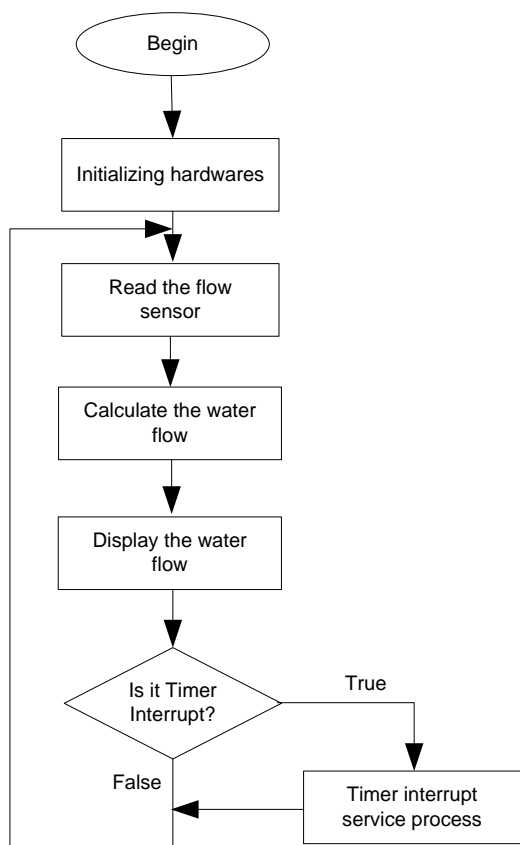 Begin
Initializing hardwares
Read the flow
sensor
Calculate the water
flow
Display the water
flow
Is it Timer
Interrupt?
True
False
Timer interrupt
service process